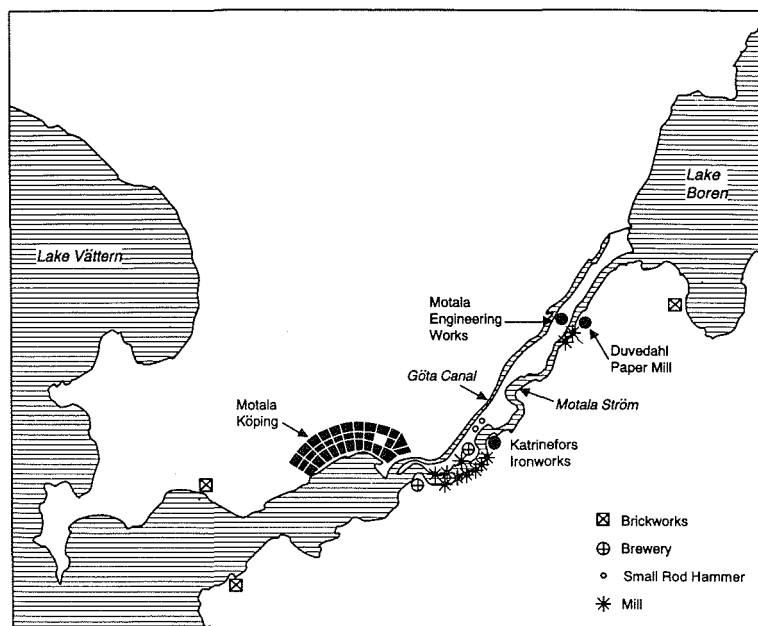 Lake
Boren
Lake Vättern
Motala
Engineering
Works
Duvedahl
Paper Mill
Göta Canal
Motala Ström
Motala
Köping
Katrinefors
Ironworks
Brickworks
Brewery
Small Rod Hammer
Mill